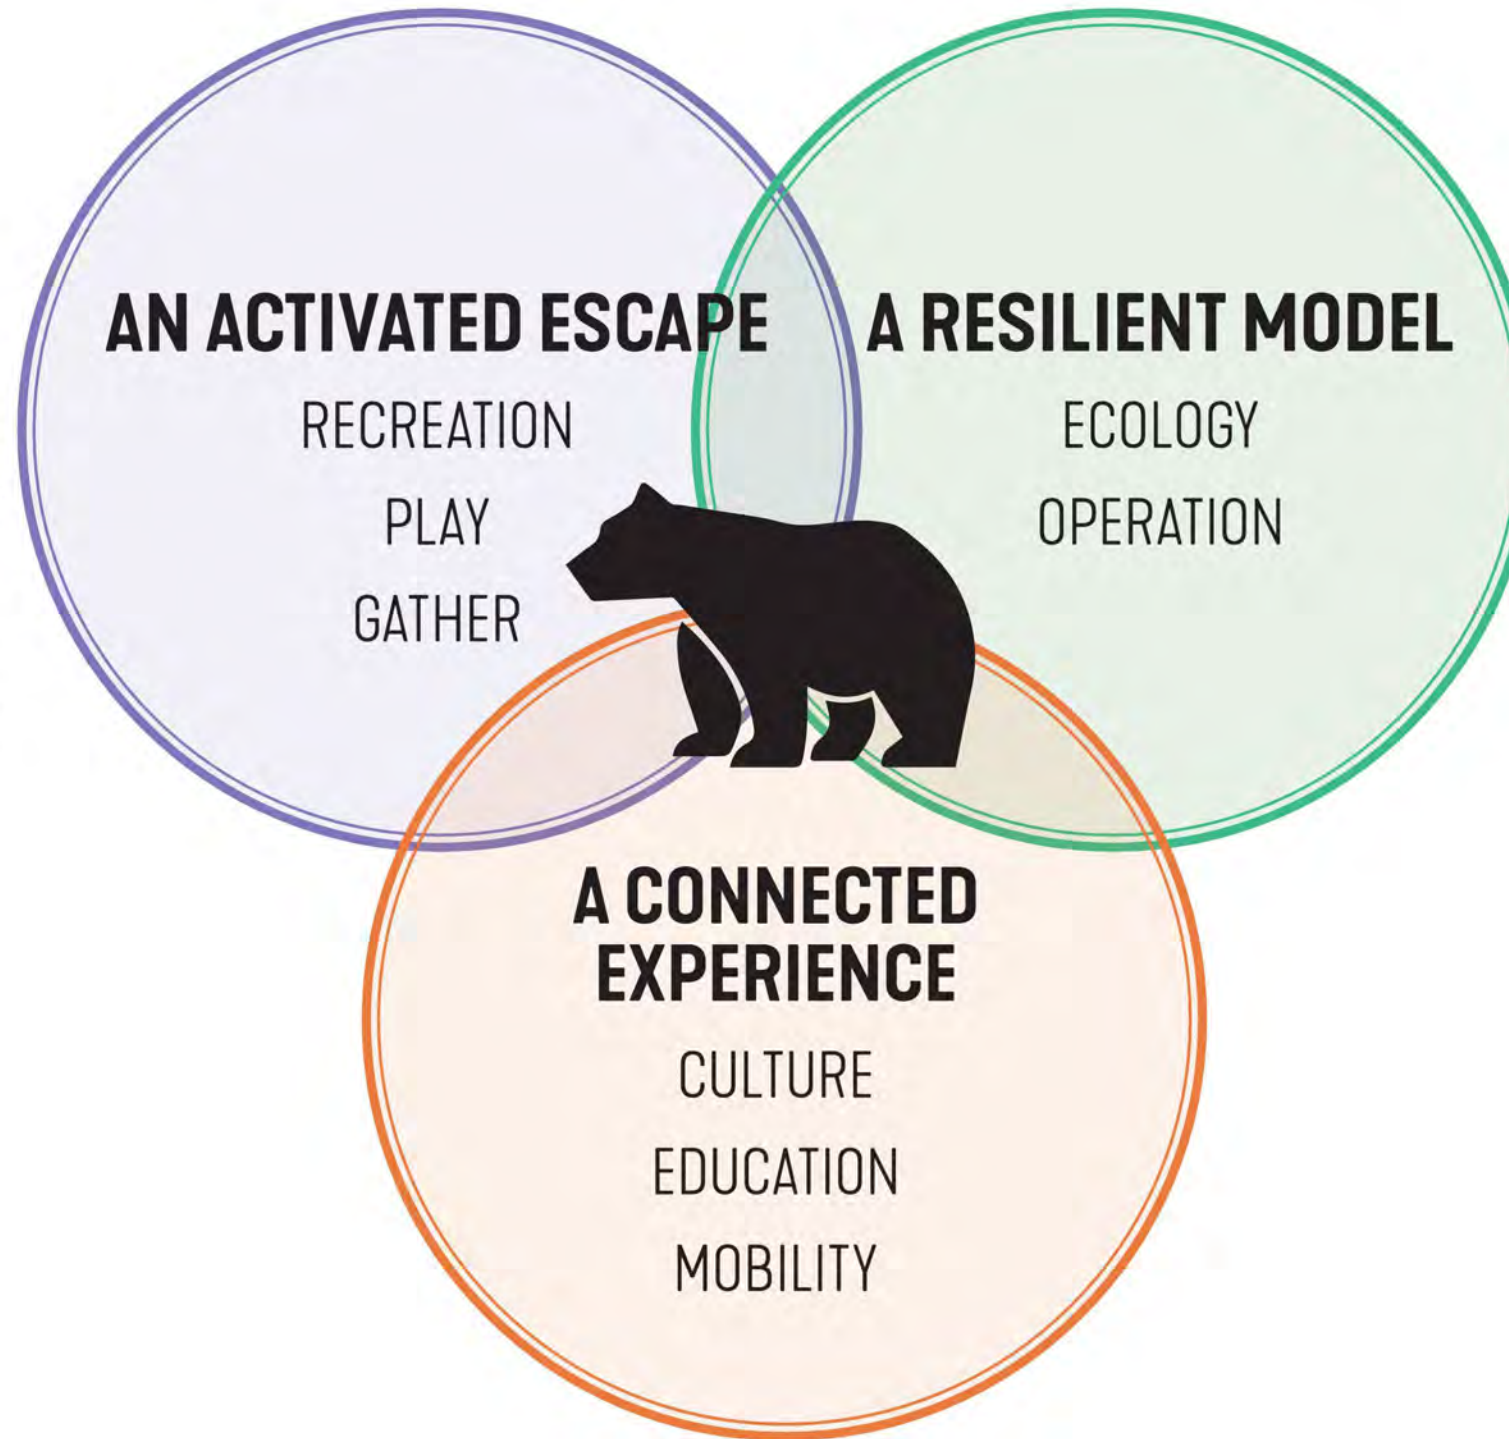 AN ACTIVATED ESCAPE
RECREATION
PLAY
GATHER
A RESILIENT MODEL
ECOLOGY
OPERATION
A CONNECTED
EXPERIENCE
CULTURE
EDUCATION
MOBILITY